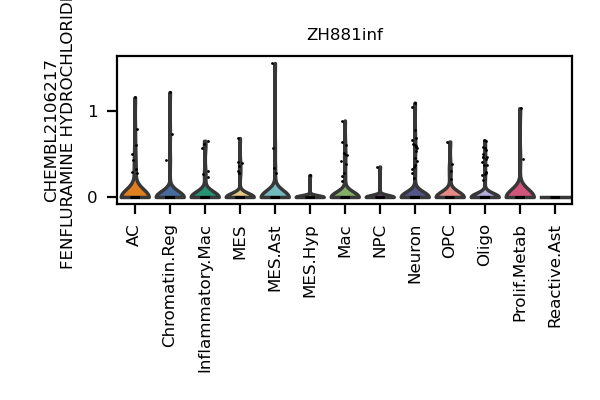 ZH881inf
CHEMBL2106217
FENFLURAMINE HYDROCHLORID
1
0
AC
Chromatin.Reg
Inflammatory.Mac
MES
MES.Ast
MES.Hyp
Mac
NPC
Neuron
OPC
Oligo
Prolif.Metab
Reactive.Ast